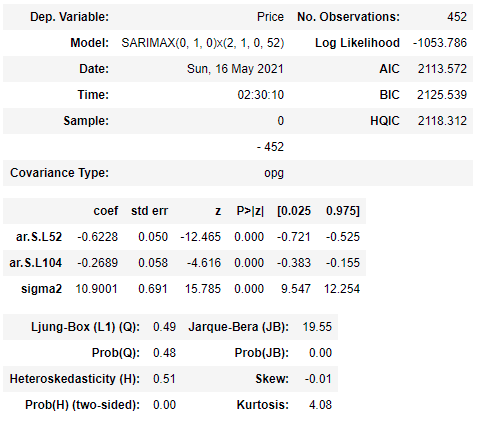 Dep. Variable: Price No. Observations: 452
Model: SARIMAX(0, 1, 0)x(2, 1, 0, 52) Log Likelihood -1053.786
Date: Sun, 16 May 2021 AIC 2113.572
Time: 02:30:10 BIC 2125.539
Sample: 0 HQIC 2118.312
- 452
Covariance Type: opg
coef std err z P>|z| [0.025 0.975]
ar.S.L52 -0.6228 0.050 -12.465 0.000 -0.721 -0.525
ar.S.L104 -0.2689 0.058 -4.616 0.000 -0.383 -0.155
sigma2 10.9001 0.691 15.785 0.000 9.547 12.254
Ljung-Box (L1) (Q): 0.49 Jarque-Bera (JB): 19.55
Prob(Q): 0.48 Prob(JB): 0.00
Heteroskedasticity (H): 0.51 Skew: -0.01
Prob(H) (two-sided): 0.00 Kurtosis: 4.08